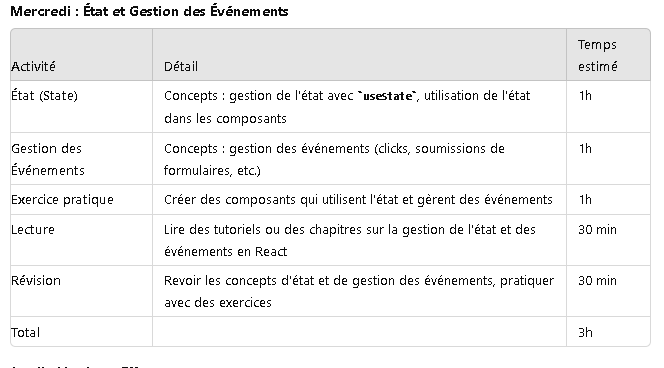 Mercredi : État et Gestion des Événements
Temps
Activité Détail estimé
État (State) Concepts : gestion de l'état avec `usestate`, utilisation de l'état 1h
dans les composants
Gestion des Concepts : gestion des événements (clicks, soumissions de 1h
Événements formulaires, etc.)
Exercice pratique Créer des composants qui utilisent l'état et gèrent des événements 1h
Lecture Lire des tutoriels ou des chapitres sur la gestion de l'état et des 30 min
événements en React
Révision Revoir les concepts d'état et de gestion des événements, pratiquer 30 min
avec des exercices
Total 3h